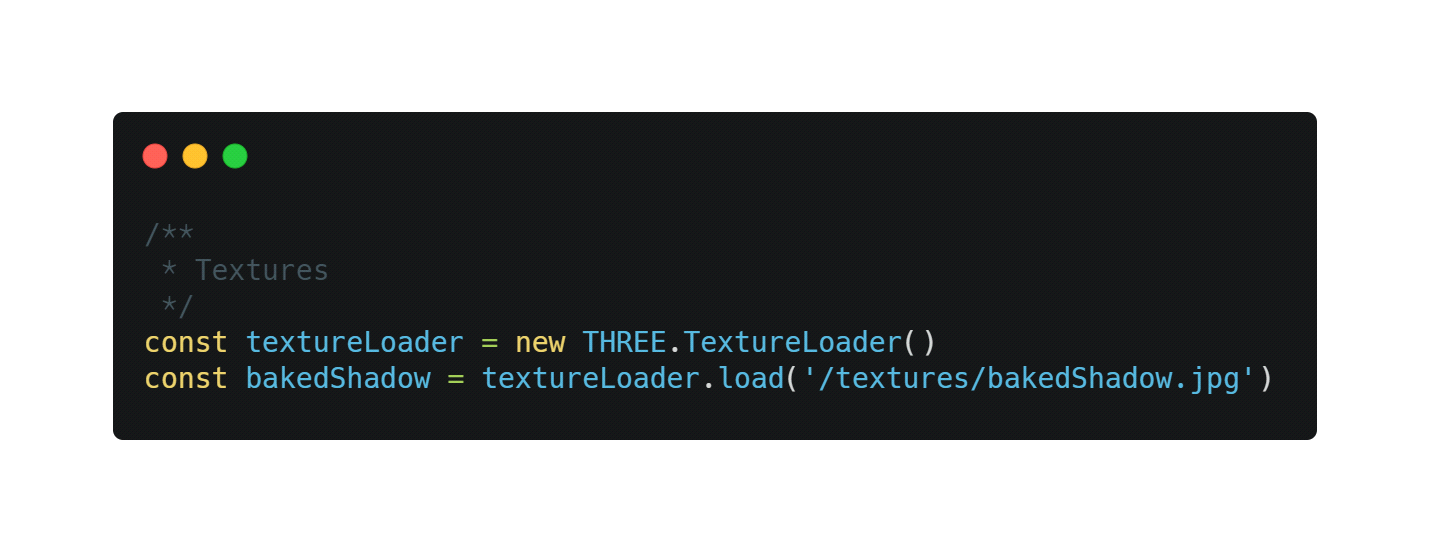 /**
 * Textures
 */
const textureLoader = new THREE.TextureLoader()
const bakedShadow = textureLoader.load('/textures/bakedShadow.jpg')